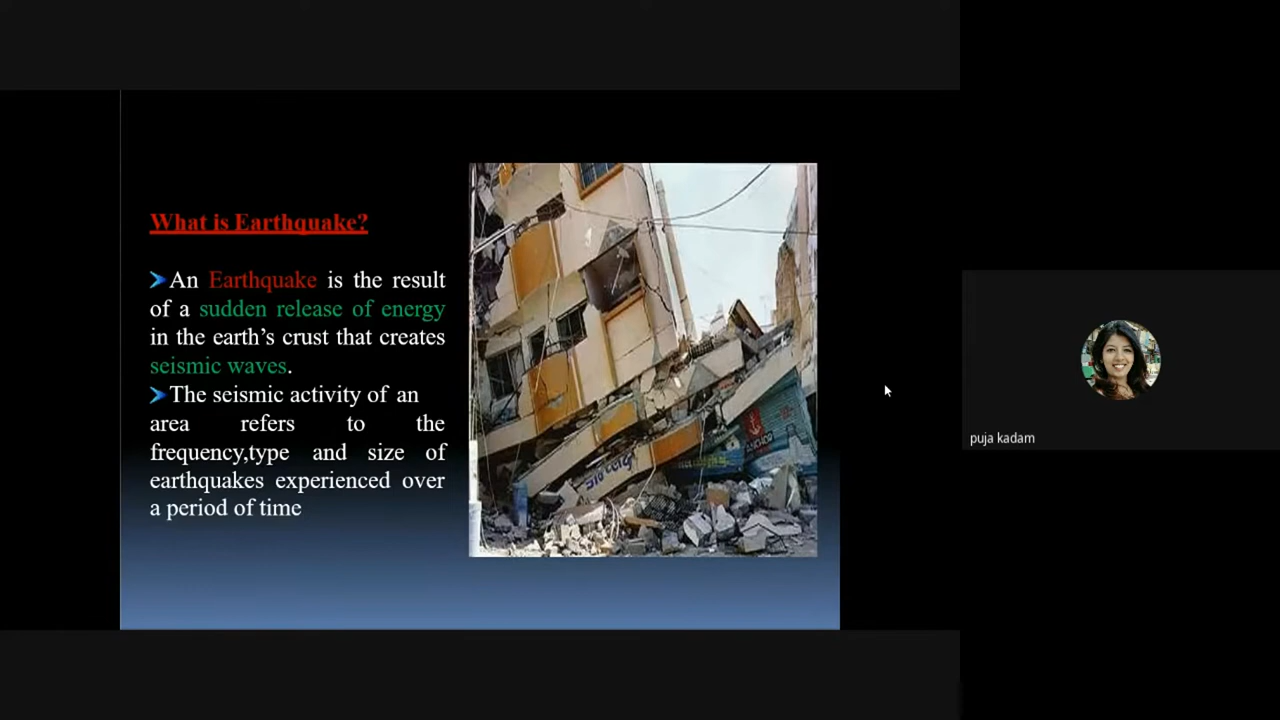 What is Earthquake?
An Earthquake is the result
of a sudden release of energy
in the earth’s crust that creates
seismic waves.
The seismic activity of an
area refers to the
frequency,type and size of
earthquakes experienced over
a period of time
puja kadam